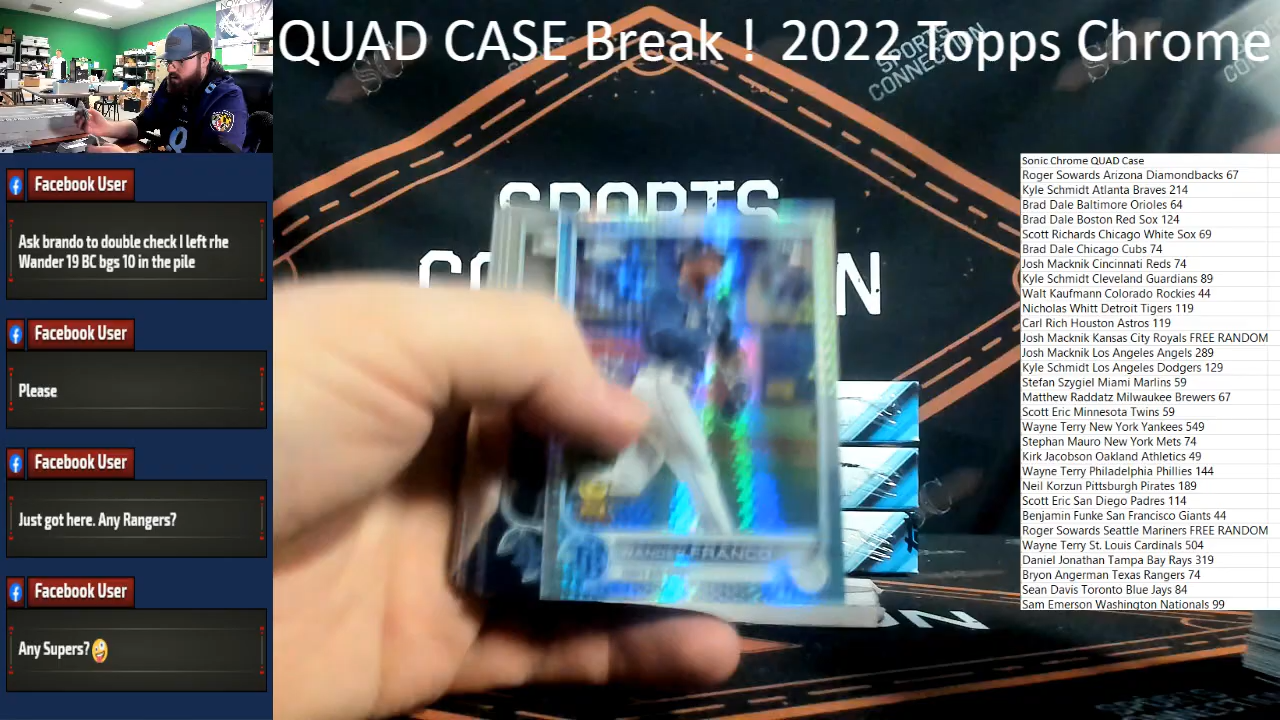 QUAD CASE Break ! 2022 Topps Chrome
Facebook User
Ask brando to double check I left rhe
Wander 19 BC bgs 10 in the pile
Facebook User
Please
Facebook User
Just got here. Any Rangers?
Facebook User
Any Supers?🤪
SPORTS
CONNECTION
SPORTS
WANDER FRANCO
Sonic Chrome QUAD Case
Roger Sowards Arizona Diamondbacks 67
Kyle Schmidt Atlanta Braves 214
Brad Dale Baltimore Orioles 64
Brad Dale Boston Red Sox 124
Scott Richards Chicago White Sox 69
Brad Dale Chicago Cubs 74
Josh Macknik Cincinnati Reds 74
Kyle Schmidt Cleveland Guardians 89
Walt Kaufmann Colorado Rockies 44
Nicholas Whitt Detroit Tigers 119
Carl Rich Houston Astros 119
Josh Macknik Kansas City Royals FREE RANDOM
Josh Macknik Los Angeles Angels 289
Kyle Schmidt Los Angeles Dodgers 129
Stefan Szygiel Miami Marlins 59
Matthew Raddatz Milwaukee Brewers 67
Scott Eric Minnesota Twins 59
Wayne Terry New York Yankees 549
Stephan Mauro New York Mets 74
Kirk Jacobson Oakland Athletics 49
Wayne Terry Philadelphia Phillies 144
Neil Korzun Pittsburgh Pirates 189
Scott Eric San Diego Padres 114
Benjamin Funke San Francisco Giants 44
Roger Sowards Seattle Mariners FREE RANDOM
Wayne Terry St. Louis Cardinals 504
Daniel Jonathan Tampa Bay Rays 319
Bryon Angerman Texas Rangers 74
Sean Davis Toronto Blue Jays 84
Sam Emerson Washington Nationals 99